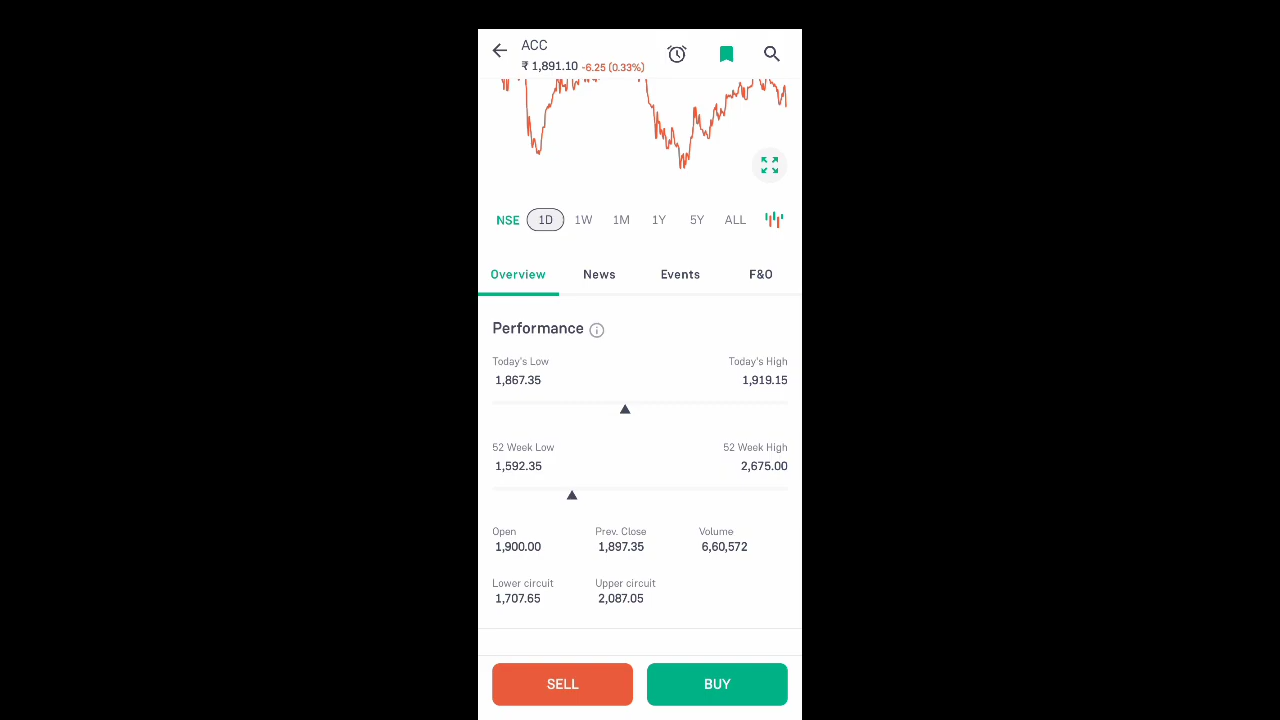 ACC
₹ 1,891.10 -6.25 (0.33%)
NSE 1D 1W 1M 1Y 5Y ALL
Overview News Events F&O
Performance
Today's Low Today's High
1,867.35 1,919.15
52 Week Low 52 Week High
1,592.35 2,675.00
Open Prev. Close Volume
1,900.00 1,897.35 6,60,572
Lower circuit Upper circuit
1,707.65 2,087.05
SELL BUY